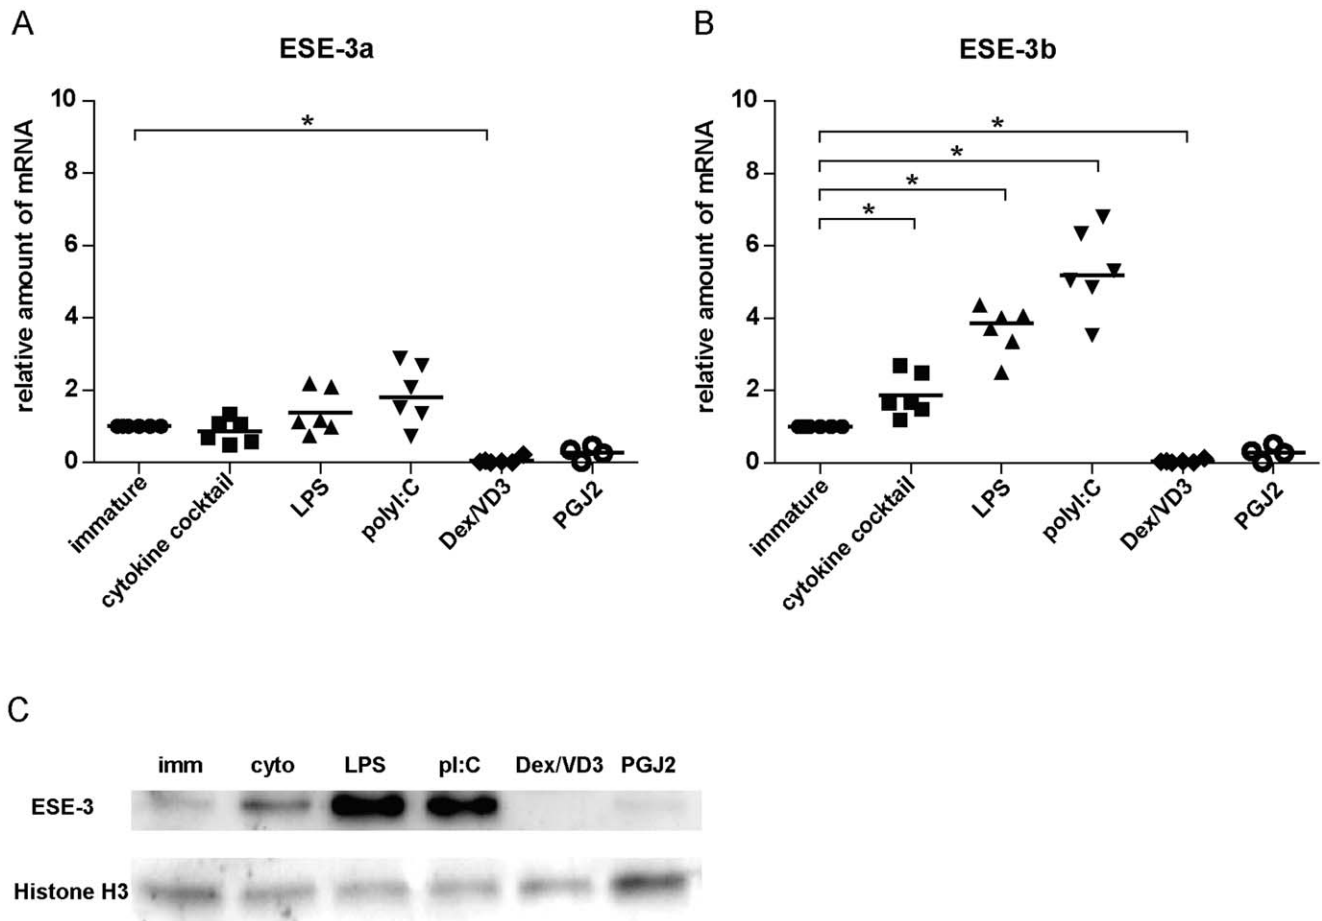 A
ESE-3a
relative amount of mRNA
10
8
6
4
2
0
*
immature
cytokine cocktail
LPS
polyI:C
Dex/VD3
PGJ2
B
ESE-3b
relative amount of mRNA
10
8
6
4
2
0
*
*
*
*
immature
cytokine cocktail
LPS
polyI:C
Dex/VD3
PGJ2
C
imm cyto LPS pI:C Dex/VD3 PGJ2
ESE-3
Histone H3